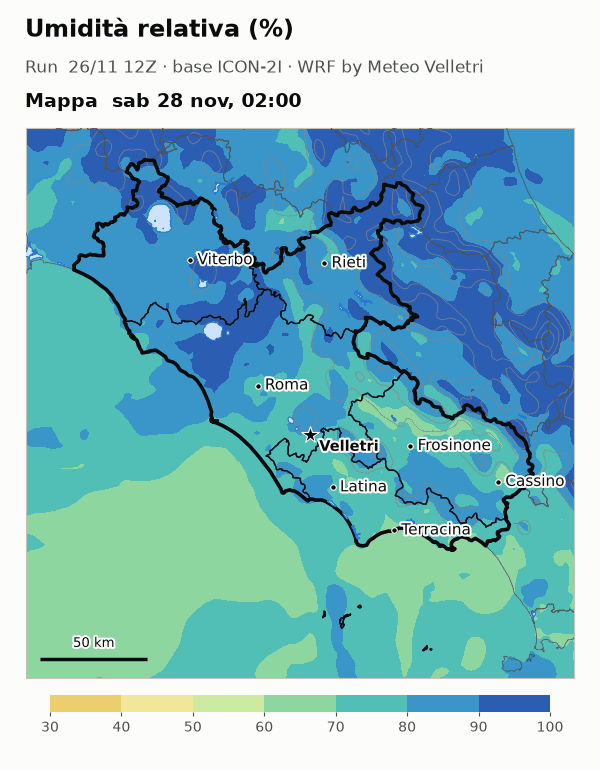 Umidità relativa (%)
Run  26/11 12Z · base ICON-2I · WRF by Meteo Velletri
Mappa  sab 28 nov, 02:00
Viterbo
Rieti
Roma
Velletri
Frosinone
Latina
Cassino
Terracina
50 km
30 40 50 60 70 80 90 100